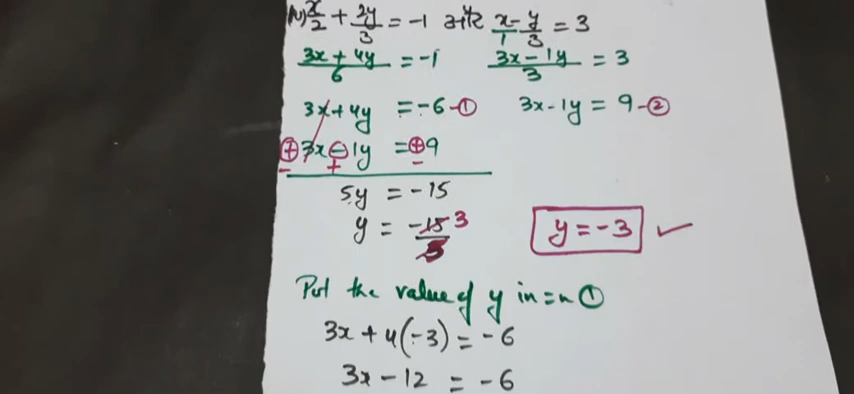 (iv) x/2 + 2y/3 = -1 और x/1 - y/3 = 3
3x + 4y/6 = -1    3x - 1y/3 = 3
3x + 4y = -6 -①    3x - 1y = 9 -②
+3x - 1y = +9
- + -
5y = -15
y = -15/5 3    y = -3 ✓
Put the value of y in =n ①
3x + 4(-3) = -6
3x - 12 = -6